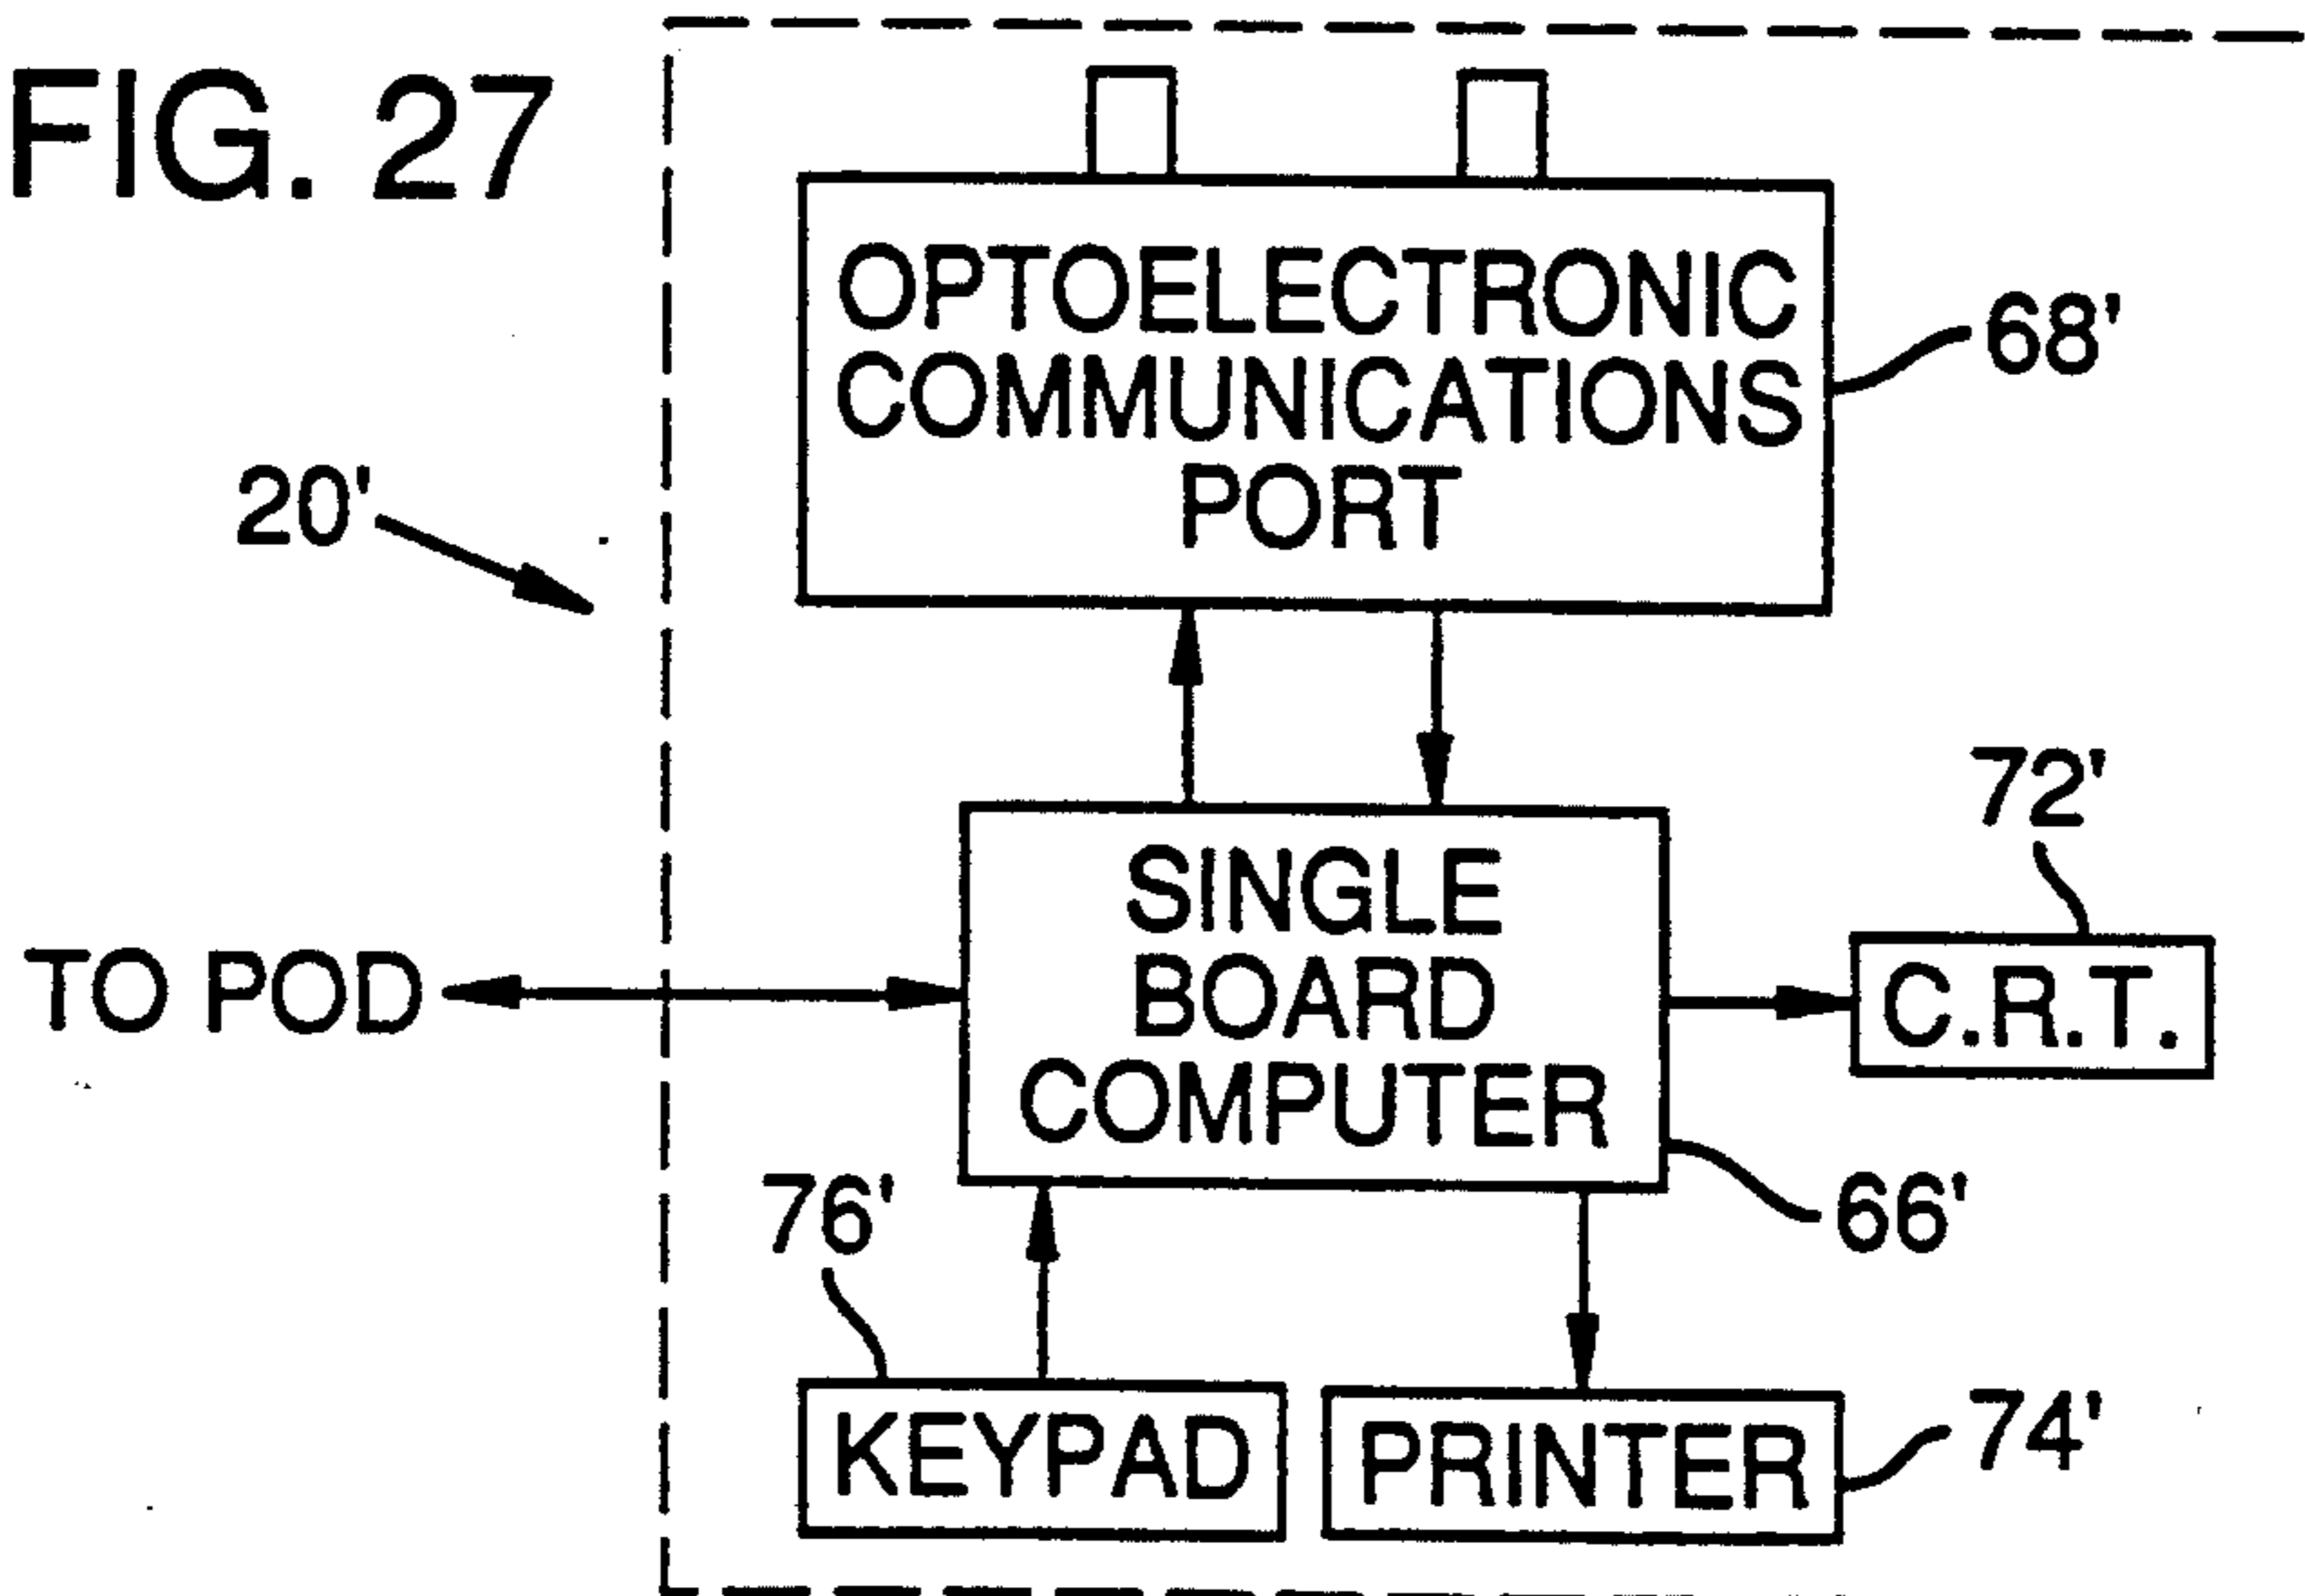 FIG. 27
OPTOELECTRONIC
COMMUNICATIONS
PORT
68'
20'
72'
SINGLE
BOARD
COMPUTER
TO POD
C.R.T.
76'
66'
KEYPAD
PRINTER
74'